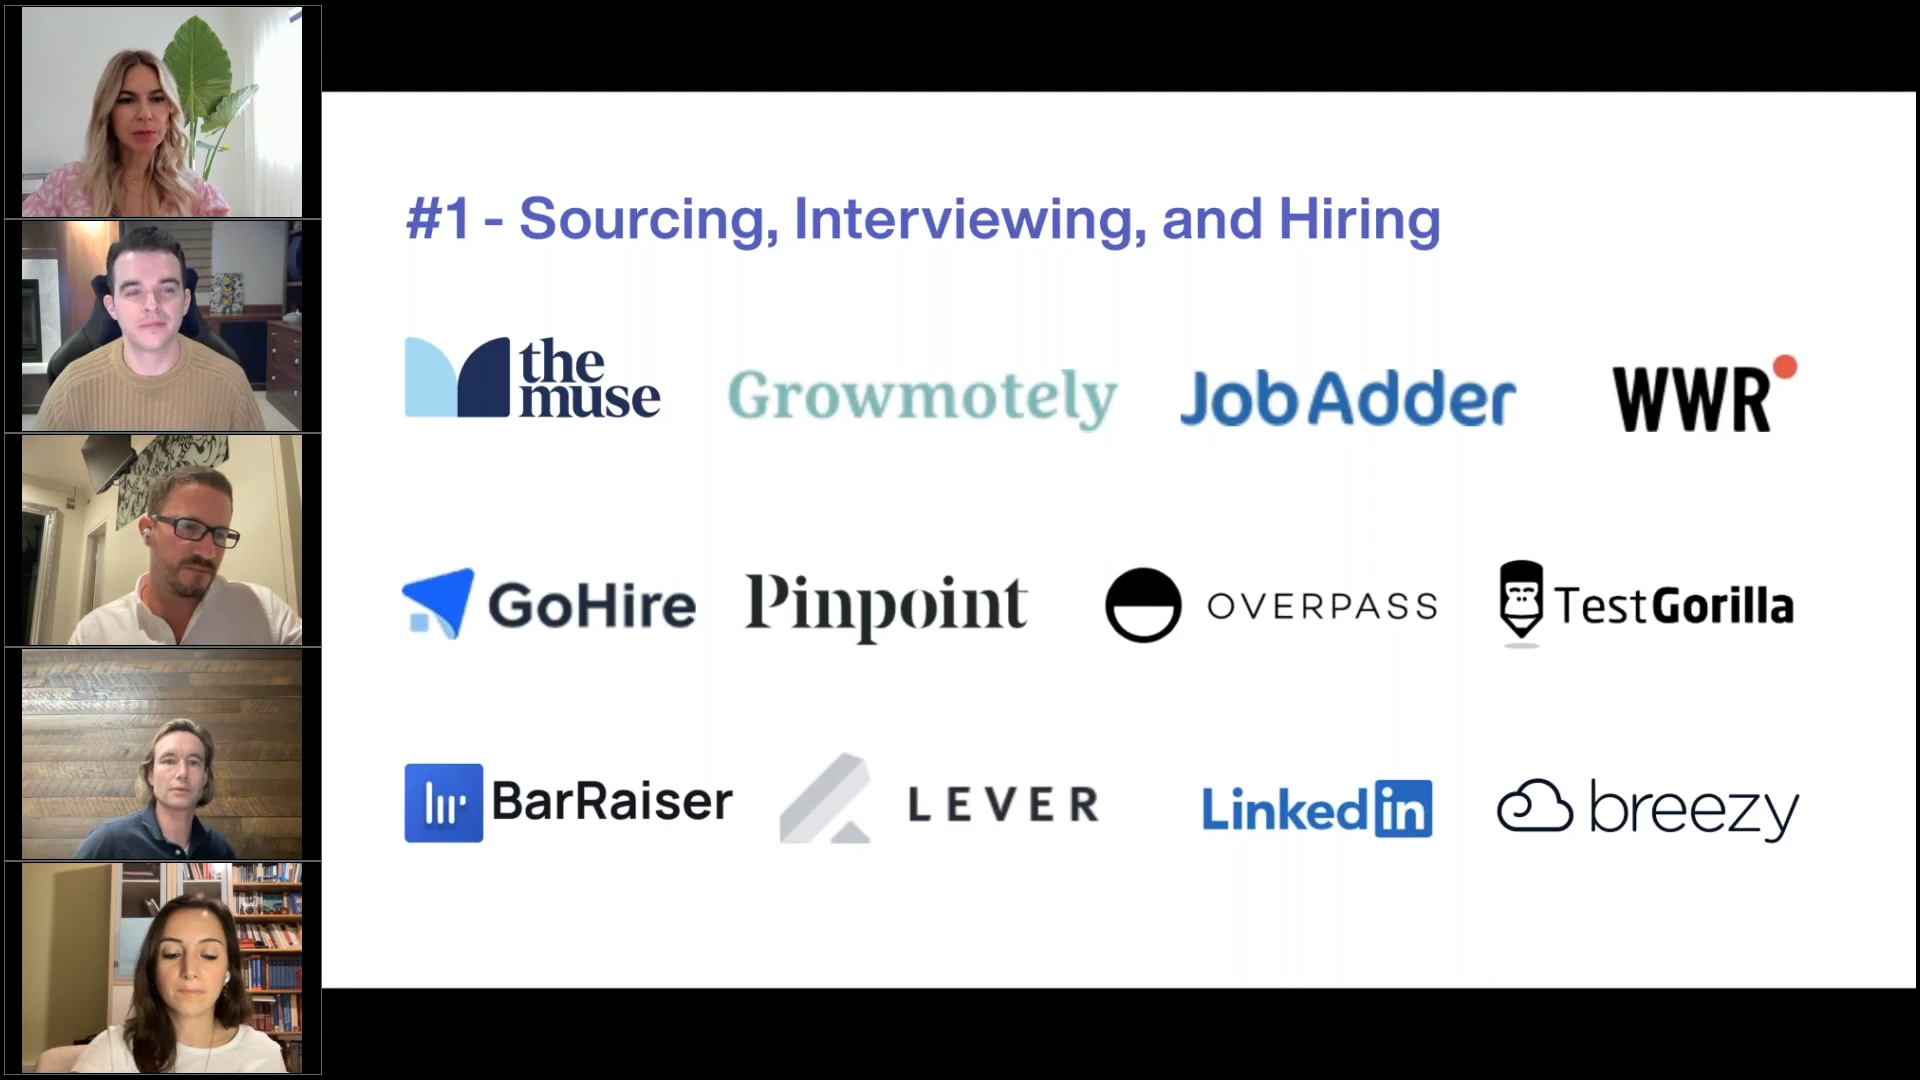 #1 - Sourcing, Interviewing, and Hiring
the
muse
Growmotely
JobAdder
WWR
GoHire
Pinpoint
OVERPASS
TestGorilla
BarRaiser
LEVER
LinkedIn
breezy